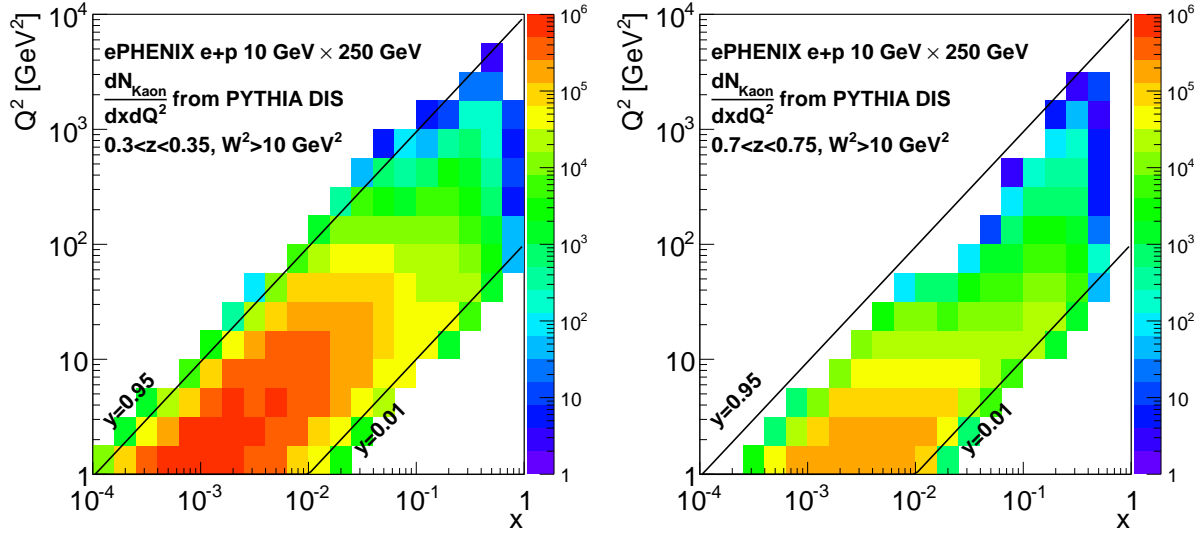 ePHENIX e+p 10 GeV × 250 GeV
dN_Kaon
dxdQ² from PYTHIA DIS
0.3<z<0.35, W²>10 GeV²
y=0.95
y=0.01
Q² [GeV²]
10⁴
10³
10²
10
1
10⁻⁴
10⁻³
10⁻²
10⁻¹
1
x
10⁶
10⁵
10⁴
10³
10²
10
1
ePHENIX e+p 10 GeV × 250 GeV
dN_Kaon
dxdQ² from PYTHIA DIS
0.7<z<0.75, W²>10 GeV²
y=0.95
y=0.01
Q² [GeV²]
10⁴
10³
10²
10
1
10⁻⁴
10⁻³
10⁻²
10⁻¹
1
x
10⁶
10⁵
10⁴
10³
10²
10
1